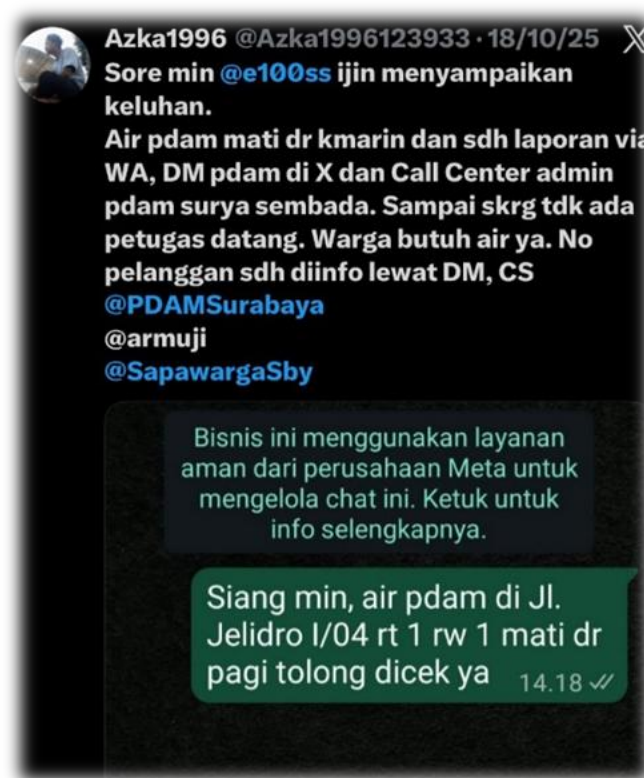 Azka1996 @Azka1996123933 · 18/10/25
Sore min @e100ss ijin menyampaikan
keluhan.
Air pdam mati dr kmarin dan sdh laporan via
WA, DM pdam di X dan Call Center admin
pdam surya sembada. Sampai skrg tdk ada
petugas datang. Warga butuh air ya. No
pelanggan sdh diinfo lewat DM, CS
@PDAMSurabaya
@armuji
@SapawargaSby
Bisnis ini menggunakan layanan
aman dari perusahaan Meta untuk
mengelola chat ini. Ketuk untuk
info selengkapnya.
Siang min, air pdam di Jl.
Jelidro I/04 rt 1 rw 1 mati dr
pagi tolong dicek ya 14.18